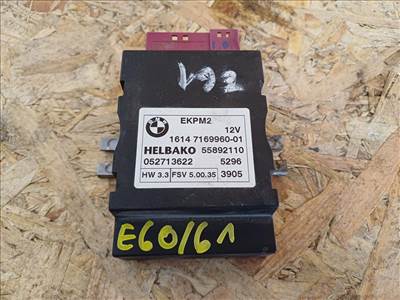 V92
EKPM2
12V
1614 7169960-01
HELBAKO 55892110
052713622 5296
HW 3.3 FSV 5.00.35 3905
E60/61